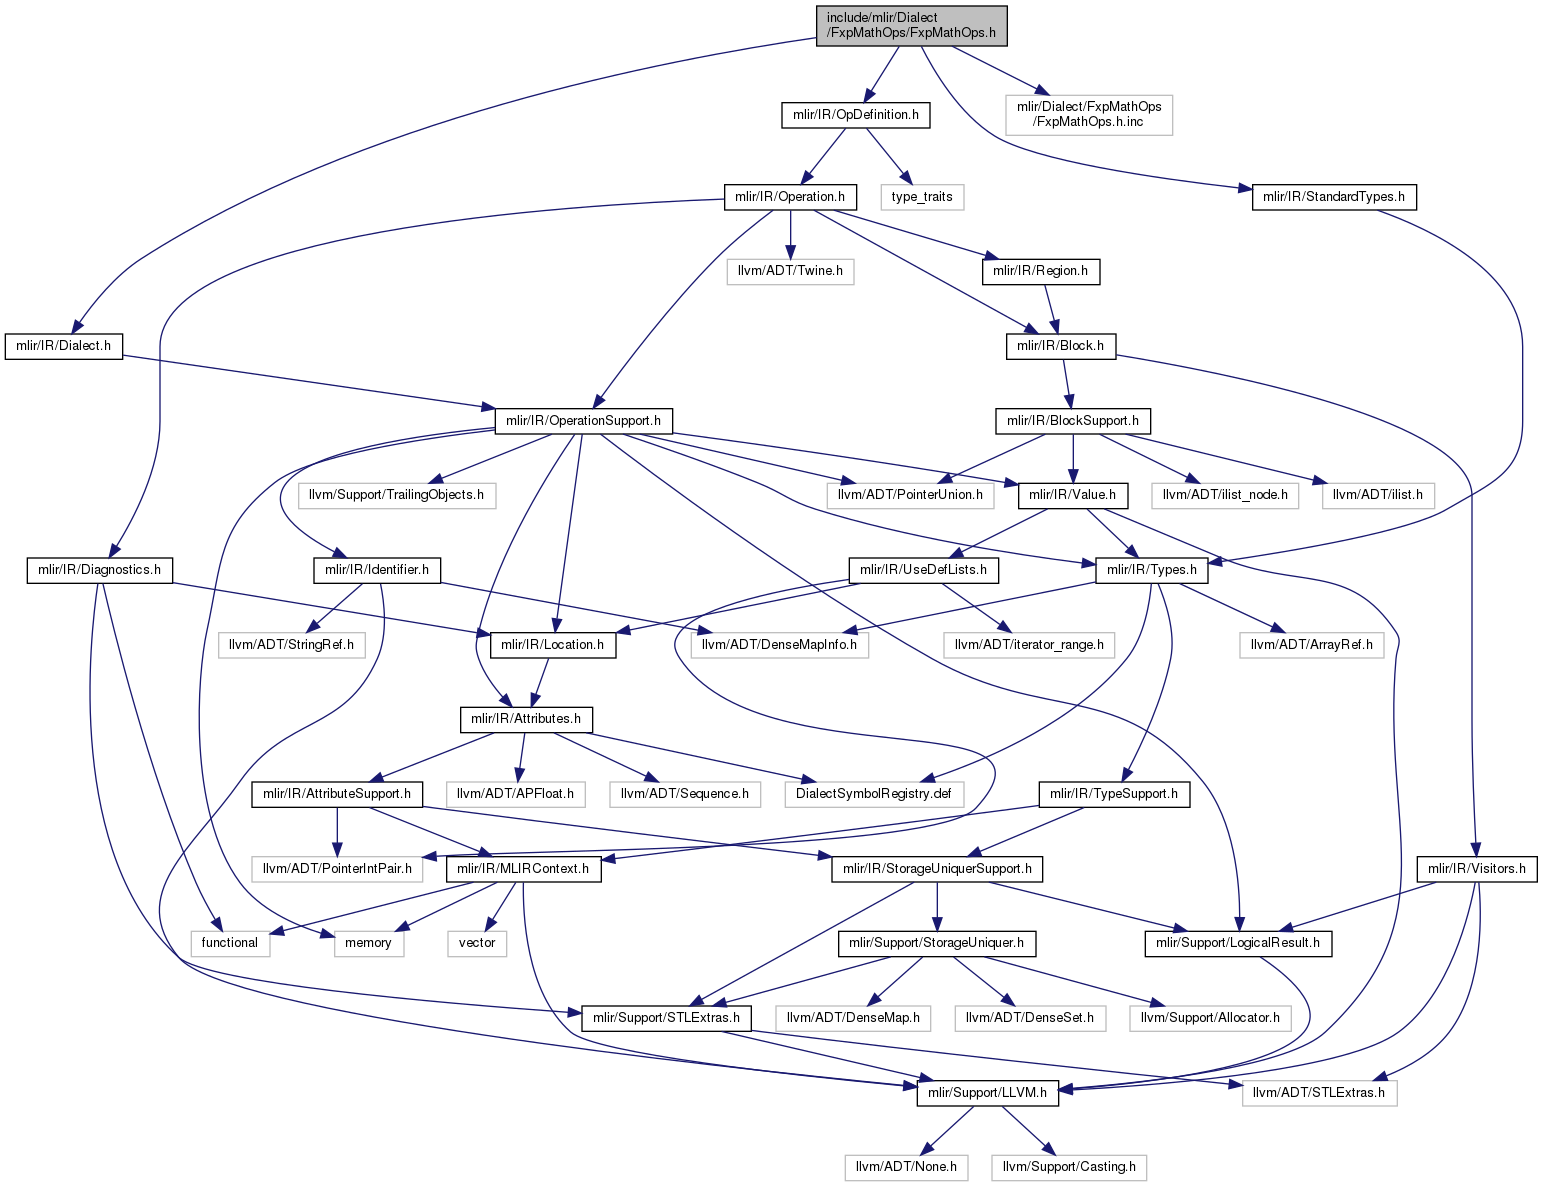 include/mlir/Dialect
/FxpMathOps/FxpMathOps.h
mlir/IR/OpDefinition.h
mlir/Dialect/FxpMathOps
/FxpMathOps.h.inc
mlir/IR/Operation.h
type_traits
mlir/IR/StandardTypes.h
llvm/ADT/Twine.h
mlir/IR/Region.h
mlir/IR/Dialect.h
mlir/IR/Block.h
mlir/IR/OperationSupport.h
mlir/IR/BlockSupport.h
llvm/Support/TrailingObjects.h
llvm/ADT/PointerUnion.h
mlir/IR/Value.h
llvm/ADT/ilist_node.h
llvm/ADT/ilist.h
mlir/IR/Diagnostics.h
mlir/IR/Identifier.h
mlir/IR/UseDefLists.h
mlir/IR/Types.h
llvm/ADT/StringRef.h
mlir/IR/Location.h
llvm/ADT/DenseMapInfo.h
llvm/ADT/iterator_range.h
llvm/ADT/ArrayRef.h
mlir/IR/Attributes.h
mlir/IR/AttributeSupport.h
llvm/ADT/APFloat.h
llvm/ADT/Sequence.h
DialectSymbolRegistry.def
mlir/IR/TypeSupport.h
llvm/ADT/PointerIntPair.h
mlir/IR/MLIRContext.h
mlir/IR/StorageUniquerSupport.h
mlir/IR/Visitors.h
functional
memory
vector
mlir/Support/StorageUniquer.h
mlir/Support/LogicalResult.h
mlir/Support/STLExtras.h
llvm/ADT/DenseMap.h
llvm/ADT/DenseSet.h
llvm/Support/Allocator.h
mlir/Support/LLVM.h
llvm/ADT/STLExtras.h
llvm/ADT/None.h
llvm/Support/Casting.h